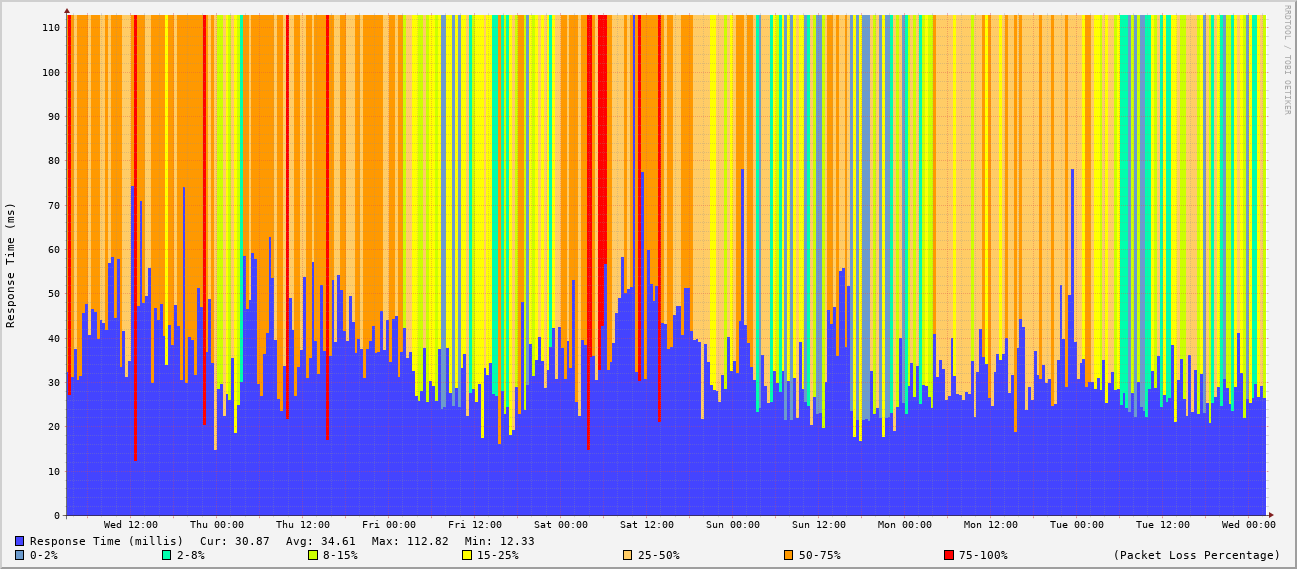 RRDTOOL / TOBI OETIKER
Response Time (ms)
110
100
90
80
70
60
50
40
30
20
10
0
Wed 12:00 Thu 00:00 Thu 12:00 Fri 00:00 Fri 12:00 Sat 00:00 Sat 12:00 Sun 00:00 Sun 12:00 Mon 00:00 Mon 12:00 Tue 00:00 Tue 12:00 Wed 00:00
Response Time (millis) Cur: 30.87 Avg: 34.61 Max: 112.82 Min: 12.33
0-2% 2-8% 8-15% 15-25% 25-50% 50-75% 75-100% (Packet Loss Percentage)